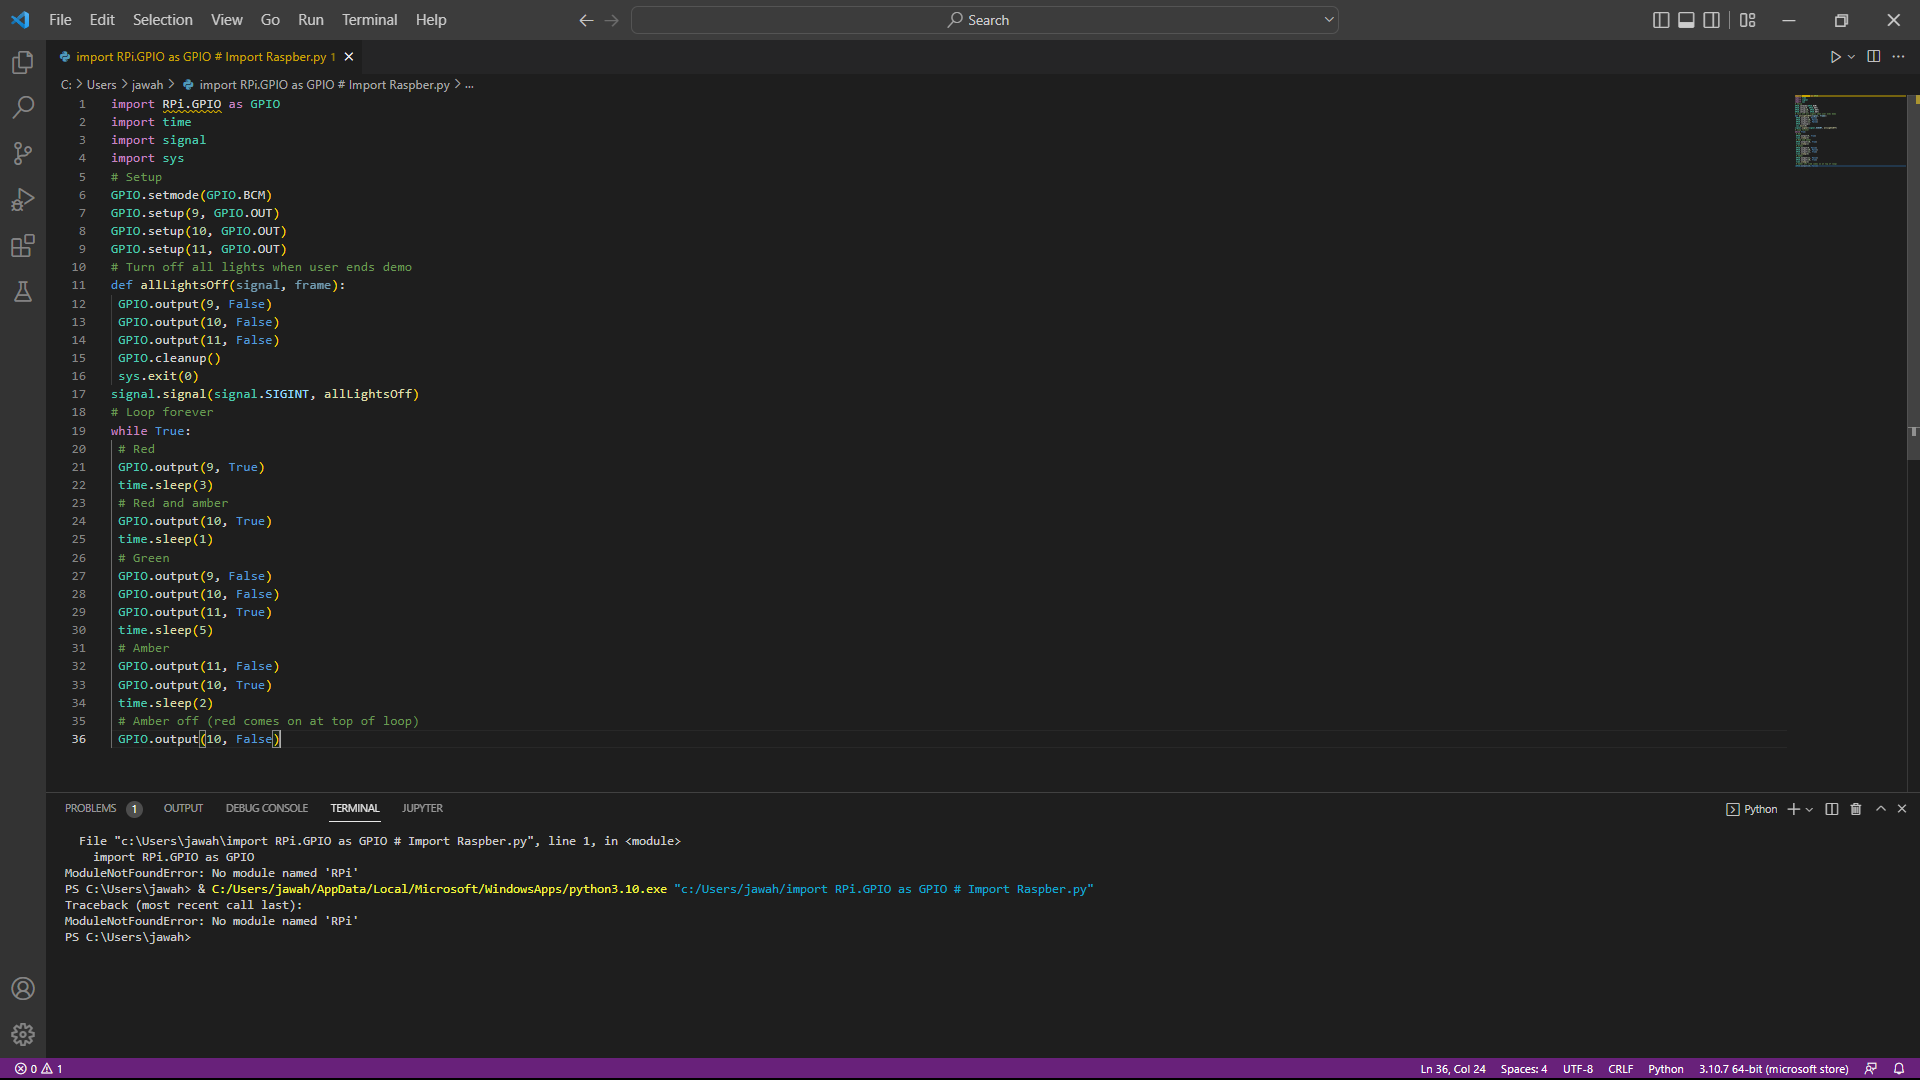 File Edit Selection View Go Run Terminal Help
Search
import RPi.GPIO as GPIO # Import Raspber.py 1
C: > Users > jawah > import RPi.GPIO as GPIO # Import Raspber.py > ...
1 import RPi.GPIO as GPIO
2 import time
3 import signal
4 import sys
5 # Setup
6 GPIO.setmode(GPIO.BCM)
7 GPIO.setup(9, GPIO.OUT)
8 GPIO.setup(10, GPIO.OUT)
9 GPIO.setup(11, GPIO.OUT)
10 # Turn off all lights when user ends demo
11 def allLightsOff(signal, frame):
12 GPIO.output(9, False)
13 GPIO.output(10, False)
14 GPIO.output(11, False)
15 GPIO.cleanup()
16 sys.exit(0)
17 signal.signal(signal.SIGINT, allLightsOff)
18 # Loop forever
19 while True:
20 # Red
21 GPIO.output(9, True)
22 time.sleep(3)
23 # Red and amber
24 GPIO.output(10, True)
25 time.sleep(1)
26 # Green
27 GPIO.output(9, False)
28 GPIO.output(10, False)
29 GPIO.output(11, True)
30 time.sleep(5)
31 # Amber
32 GPIO.output(11, False)
33 GPIO.output(10, True)
34 time.sleep(2)
35 # Amber off (red comes on at top of loop)
36 GPIO.output(10, False)
PROBLEMS 1 OUTPUT DEBUG CONSOLE TERMINAL JUPYTER
Python
File "c:\Users\jawah\import RPi.GPIO as GPIO # Import Raspber.py", line 1, in <module>
import RPi.GPIO as GPIO
ModuleNotFoundError: No module named 'RPi'
PS C:\Users\jawah> & C:/Users/jawah/AppData/Local/Microsoft/WindowsApps/python3.10.exe "c:/Users/jawah/import RPi.GPIO as GPIO # Import Raspber.py"
Traceback (most recent call last):
ModuleNotFoundError: No module named 'RPi'
PS C:\Users\jawah>
0 1 Ln 36, Col 24 Spaces: 4 UTF-8 CRLF Python 3.10.7 64-bit (microsoft store)